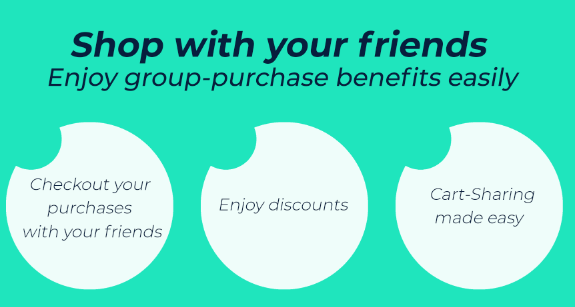 Shop with your friends
Enjoy group-purchase benefits easily
Checkout your
purchases
with your friends
Enjoy discounts
Cart-Sharing
made easy